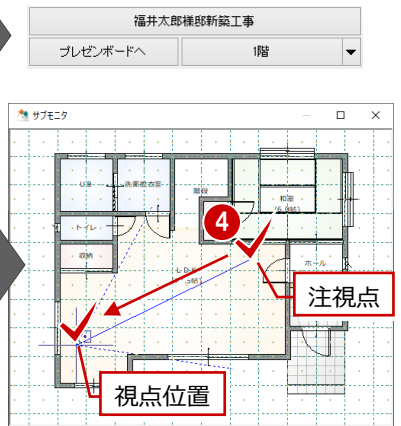 福井太郎様邸新築工事
プレゼンボードへ
1階
サブモニタ
UB
洗面脱衣室
階段
和室
トイレ
4
収納
ホール
LDK
注視点
視点位置